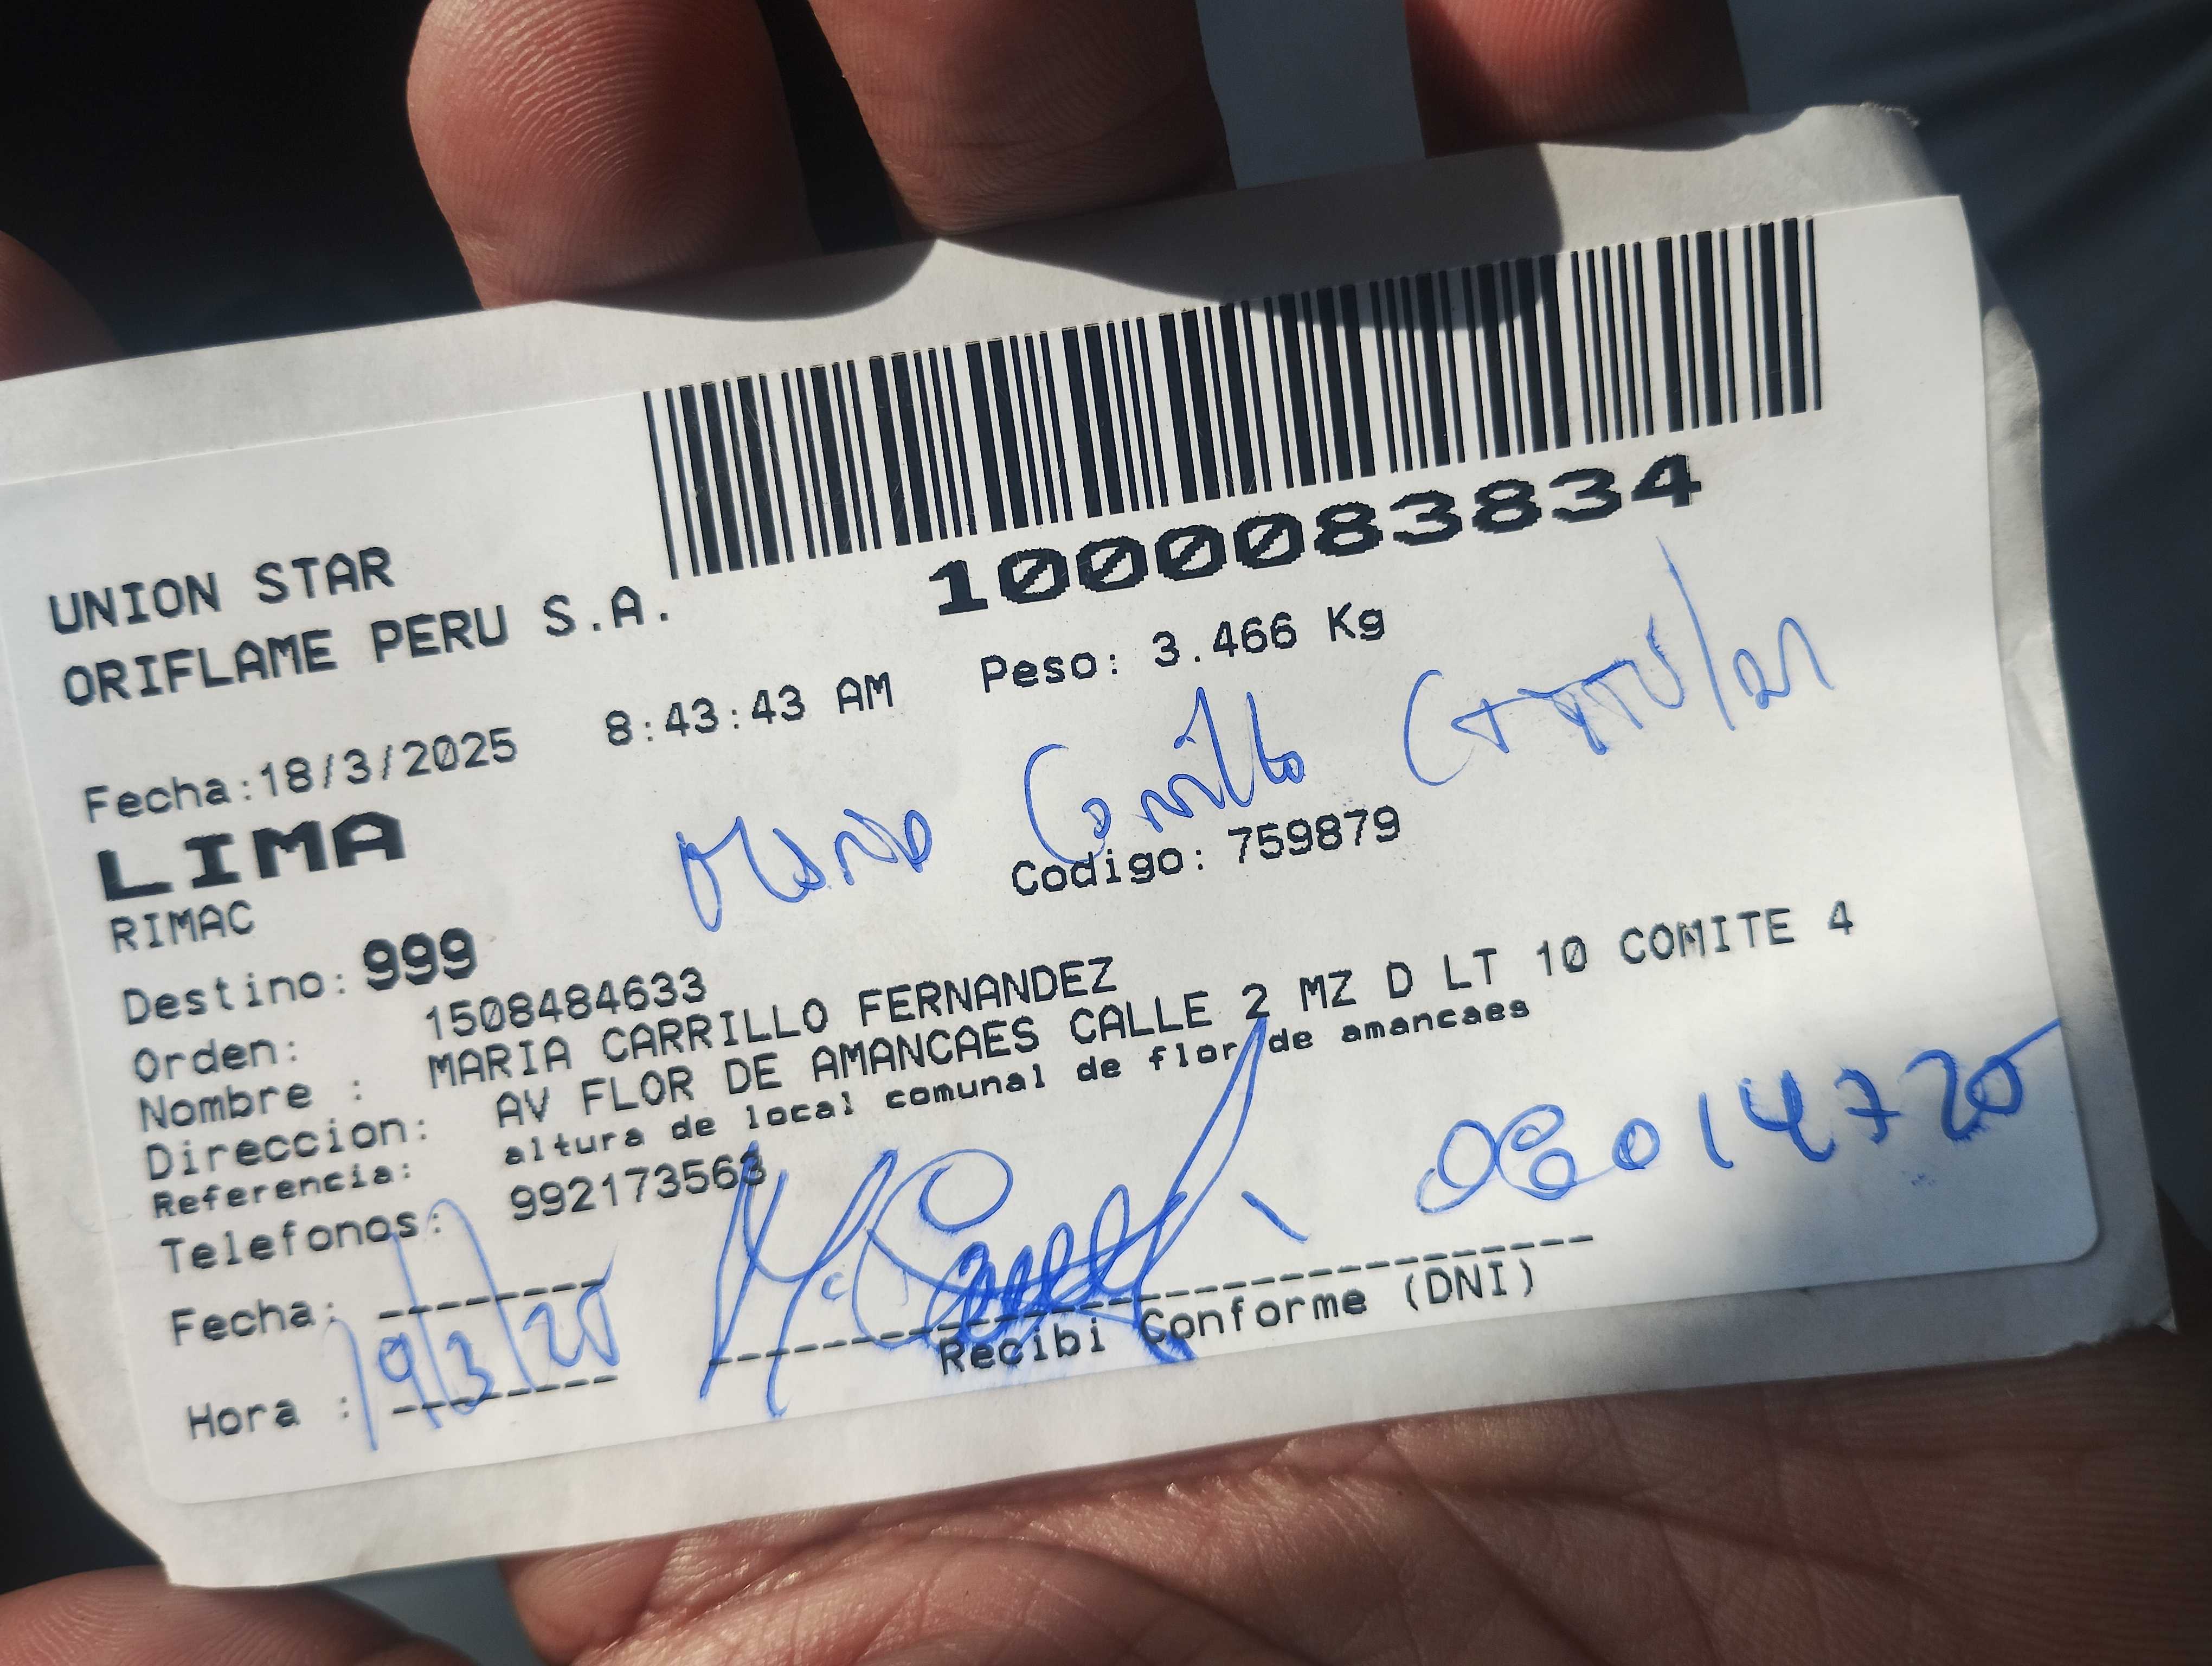 1000083834
UNION STAR
ORIFLAME PERU S.A.
Fecha:18/3/2025 8:43:43 AM Peso: 3.466 Kg
LIMA
Maria Carrillo
RIMAC
Codigo: 759879
Destino: 999
Orden: 1508484633
Nombre : MARIA CARRILLO FERNANDEZ
Direccion: AV FLOR DE AMANCAES CALLE 2 MZ D LT 10 COMITE 4
Referencia: altura de local comunal de flor de amancaes
Telefonos: 992173563
Fecha: 19/3/25
Hora :
Recibi Conforme (DNI)